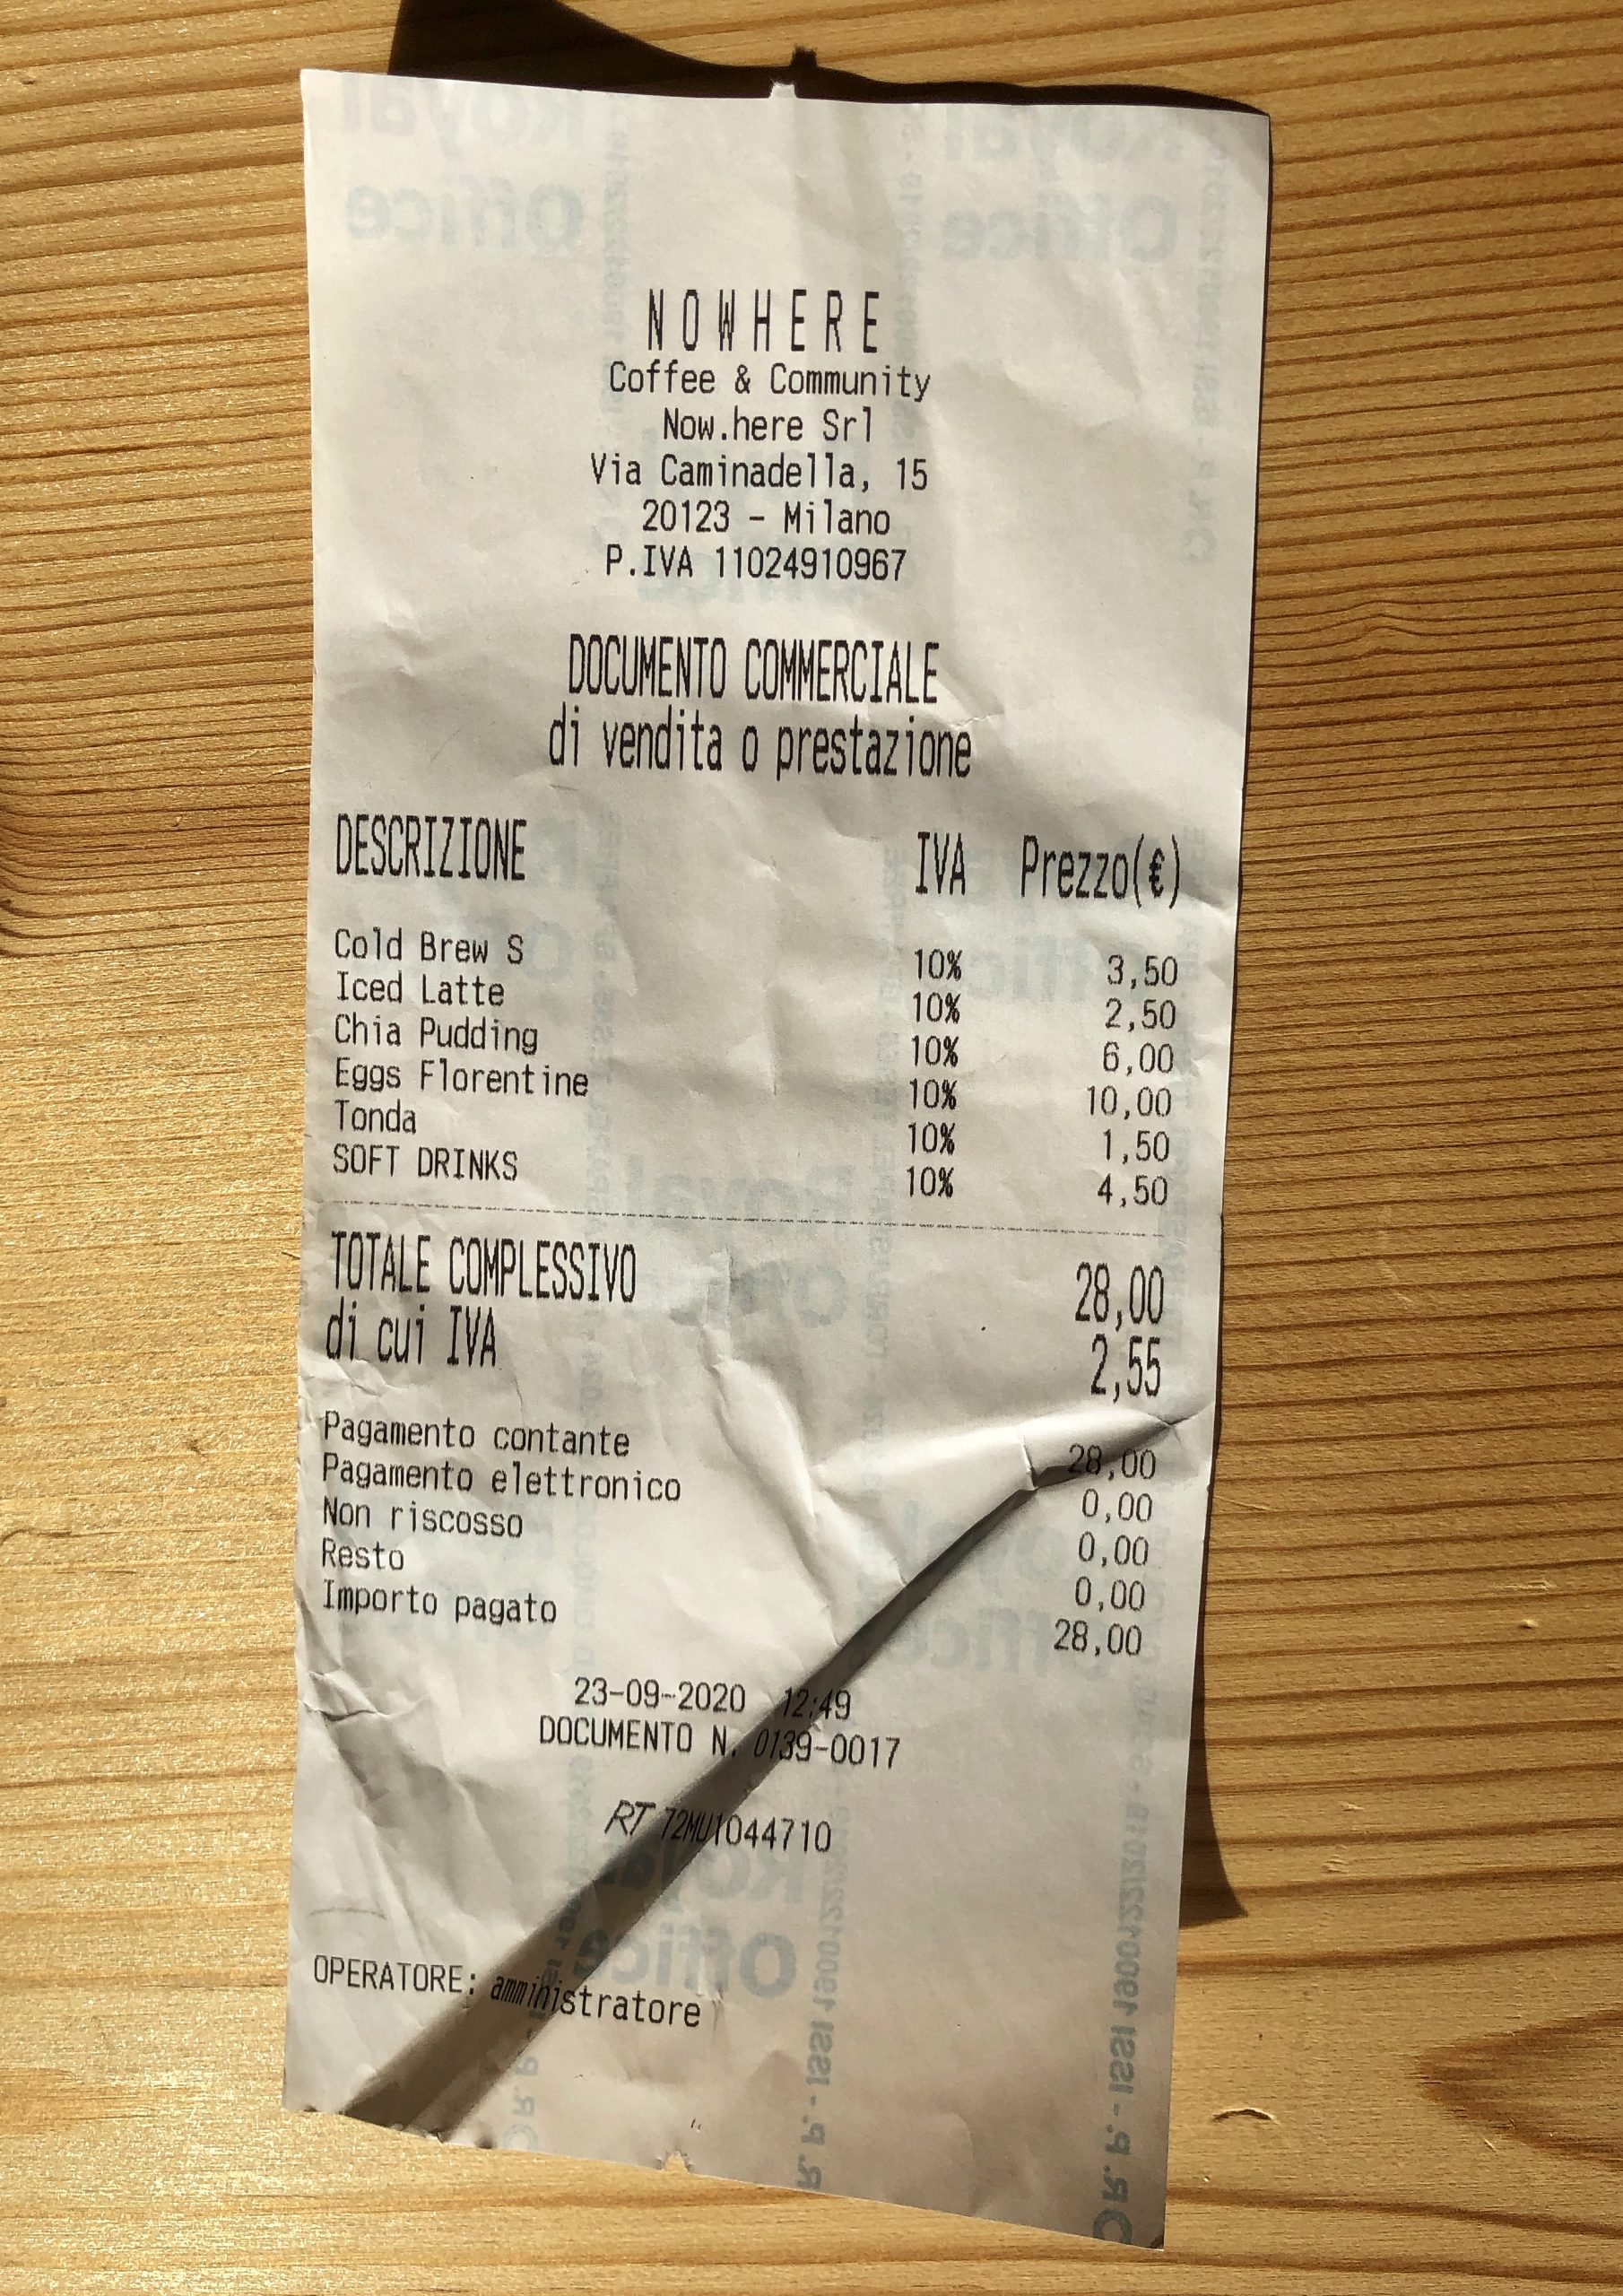 NOWHERE
Coffee & Community
Now.here Srl
Via Caminadella, 15
20123 - Milano
P.IVA 11024910967
DOCUMENTO COMMERCIALE
di vendita o prestazione
DESCRIZIONE IVA Prezzo(€)
Cold Brew S 10% 3,50
Iced Latte 10% 2,50
Chia Pudding 10% 6,00
Eggs Florentine 10% 10,00
Tonda 10% 1,50
SOFT DRINKS 10% 4,50
TOTALE COMPLESSIVO 28,00
di cui IVA 2,55
Pagamento contante 28,00
Pagamento elettronico 0,00
Non riscosso 0,00
Resto 0,00
Importo pagato 28,00
23-09-2020 12:49
DOCUMENTO N. 0139-0017
RT 72MU1044710
OPERATORE: amministratore